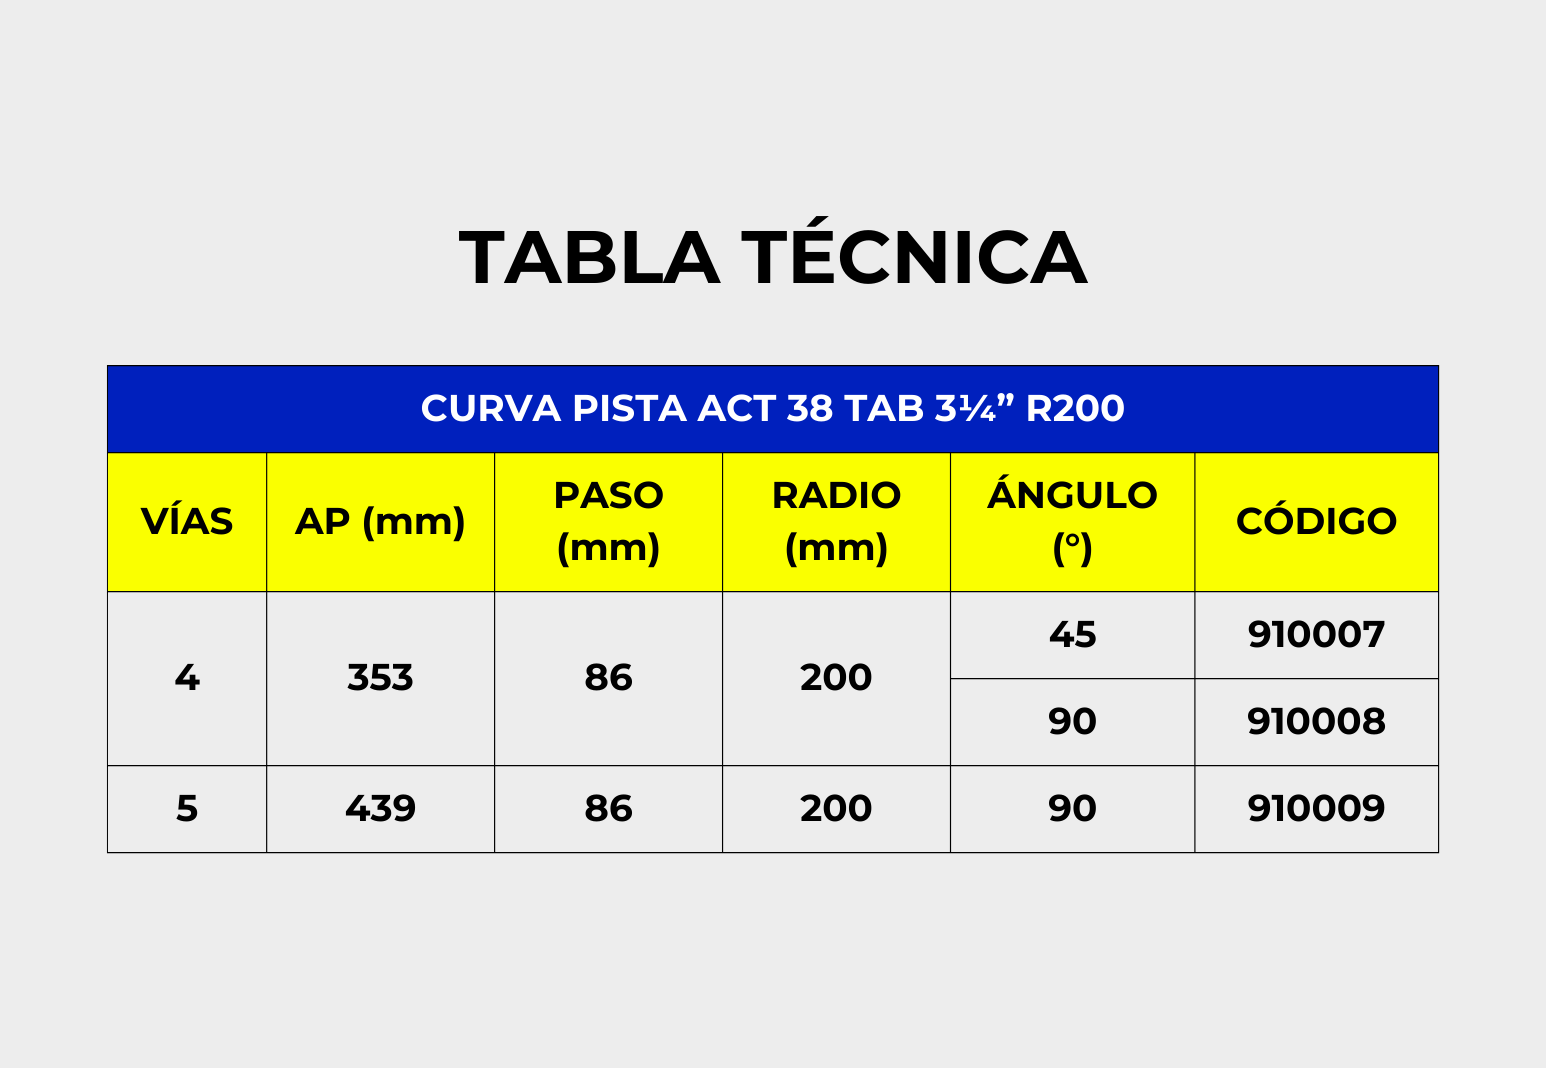 TABLA TÉCNICA
CURVA PISTA ACT 38 TAB 3¼” R200
VÍAS AP (mm) PASO (mm) RADIO (mm) ÁNGULO (°) CÓDIGO
4 353 86 200 45 910007
90 910008
5 439 86 200 90 910009